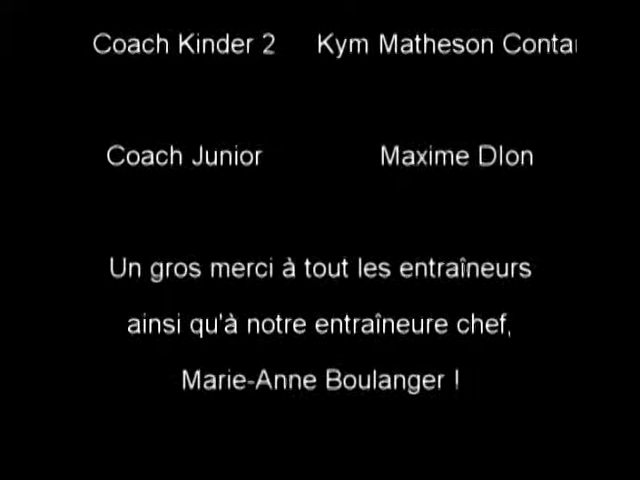 Coach Kinder 2 Kym Matheson
Coach Junior Maxime DIon
Un gros merci à tout les entraîneurs
ainsi qu'à notre entraîneure chef,
Marie-Anne Boulanger !